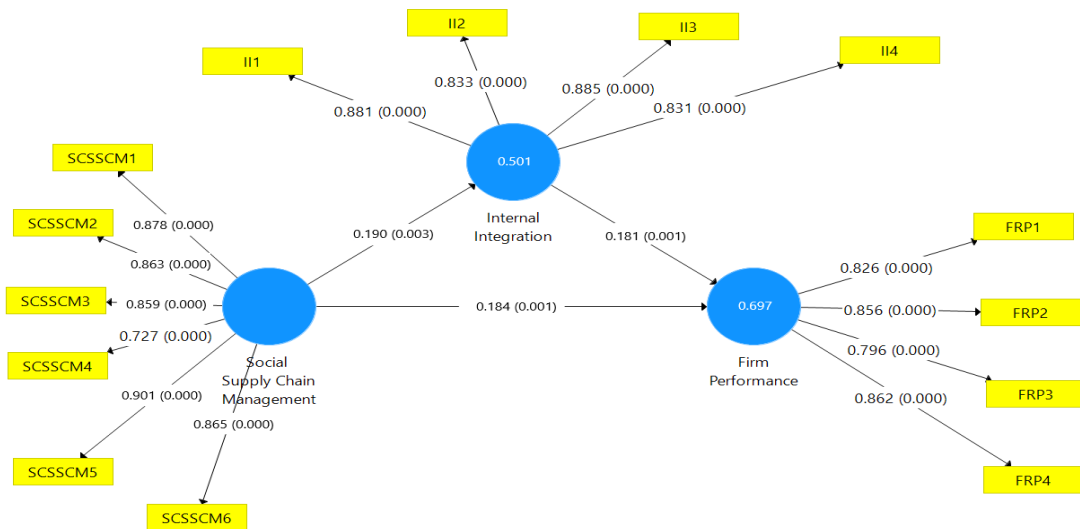 II2
II3
II1
II4
0.833 (0.000)
0.885 (0.000)
0.881 (0.000)
0.831 (0.000)
SCSSCM1
0.501
SCSSCM2
0.878 (0.000)
Internal
Integration
0.190 (0.003)
0.181 (0.001)
FRP1
0.863 (0.000)
0.826 (0.000)
SCSSCM3
0.859 (0.000)
0.184 (0.001)
0.697
0.856 (0.000)
FRP2
0.727 (0.000)
0.796 (0.000)
SCSSCM4
Social
Supply Chain
Management
Firm
Performance
FRP3
0.901 (0.000)
0.862 (0.000)
0.865 (0.000)
SCSSCM5
FRP4
SCSSCM6